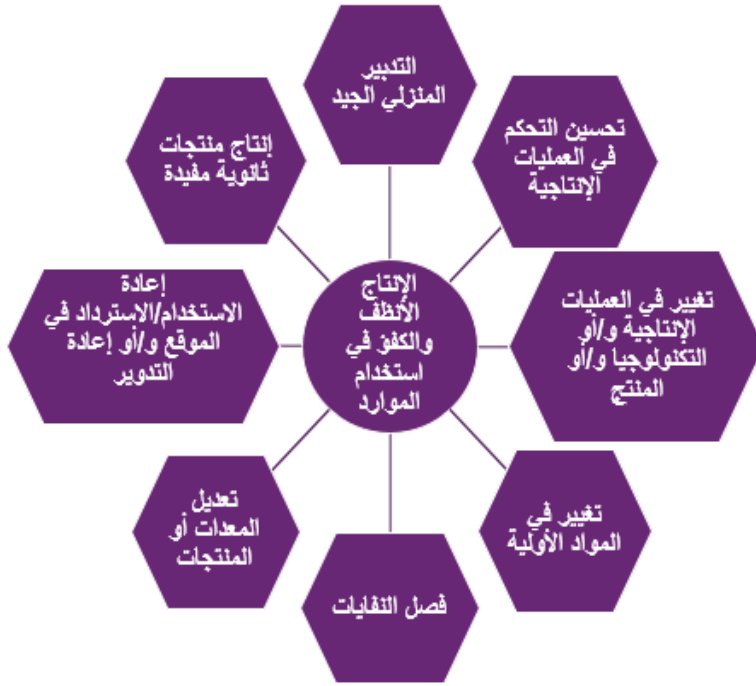 التدبير
المنزلي الجيد
تحسين التحكم
في العمليات
الإنتاجية
تغيير في العمليات
الإنتاجية و/أو
التكنولوجيا و/أو
المنتج
تغيير في
المواد الأولية
فصل النفايات
تعديل
المعدات أو
المنتجات
إعادة
الاستخدام/الاسترداد في
الموقع و/أو إعادة
التدوير
إنتاج منتجات
ثانوية مفيدة
الإنتاج
الأنظف
والكفؤ في
استخدام
الموارد